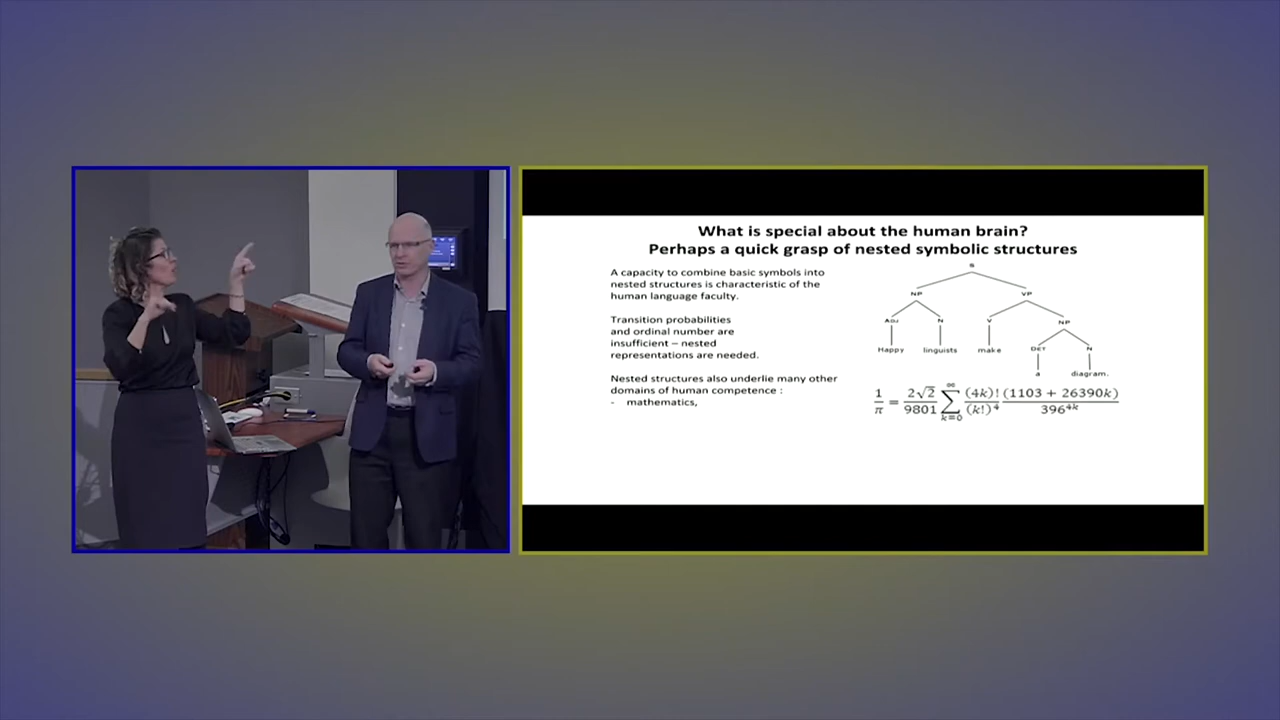 What is special about the human brain?
Perhaps a quick grasp of nested symbolic structures
A capacity to combine basic symbols into
nested structures is characteristic of the
human language faculty.
Transition probabilities
and ordinal number are
insufficient – nested
representations are needed.
Nested structures also underlie many other
domains of human competence :
- mathematics,
S
NP VP
ADJ N V NP
Happy linguists make DET N
a diagram.
1/π = 2√2/9801 ∑_{k=0}^{∞} (4k)!/(k!)^4 (1103 + 26390k)/396^{4k}